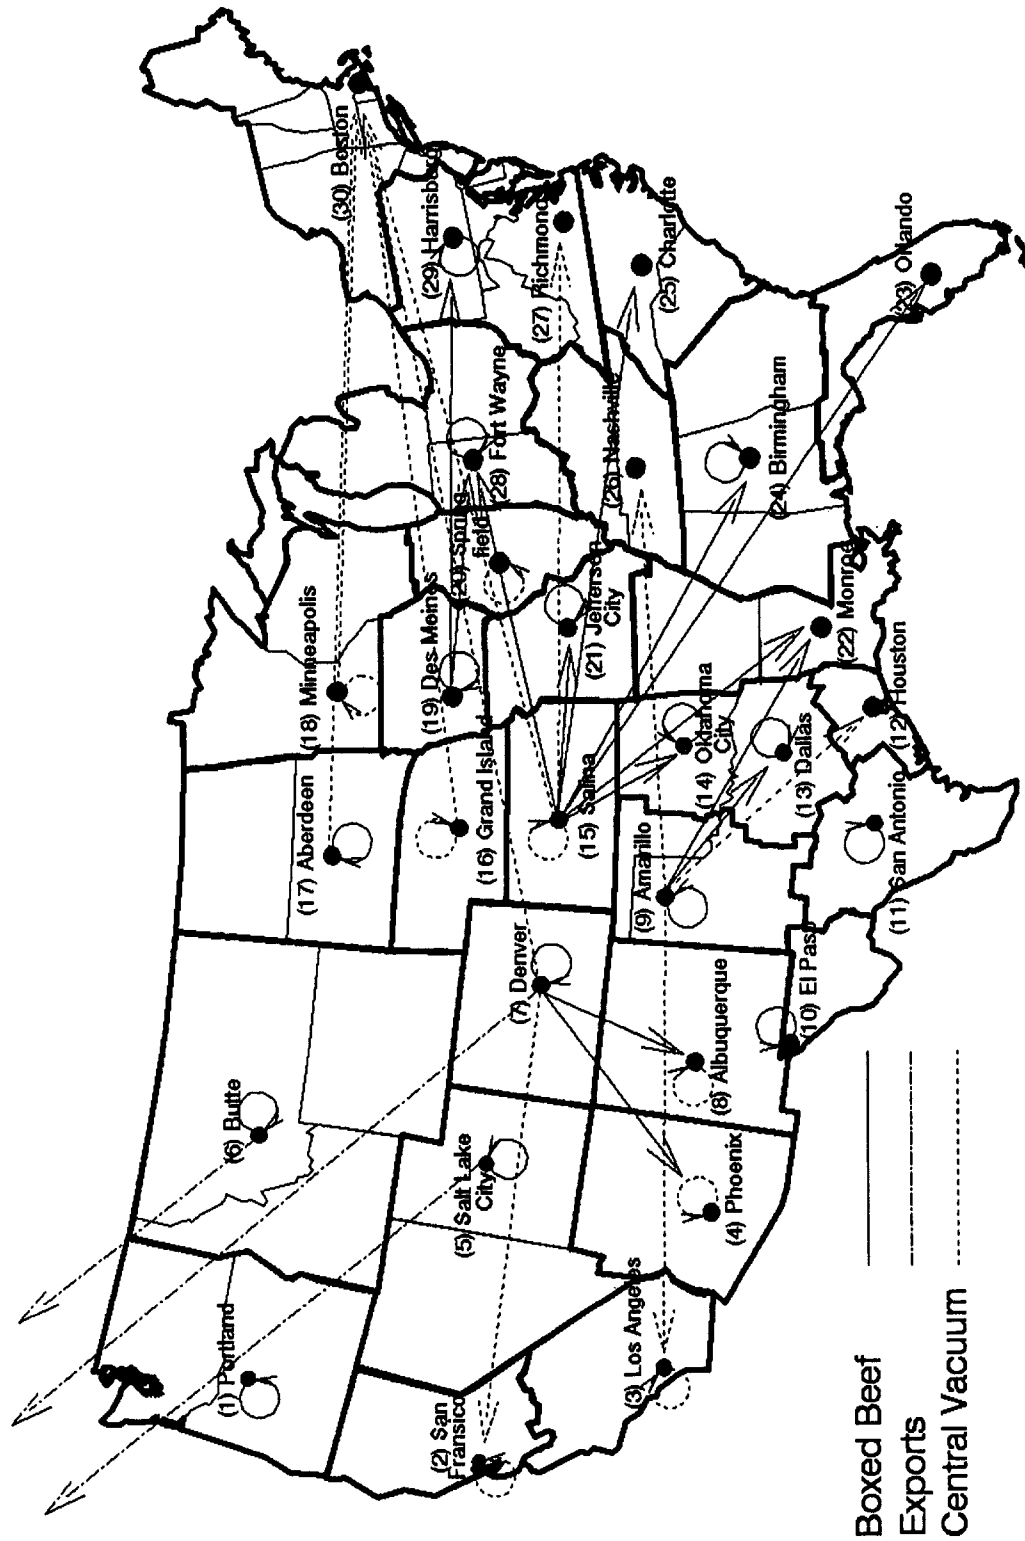 (1) Portland
(2) San
Fransico
(3) Los Angeles
(4) Phoenix
(5) Salt Lake
City
(6) Butte
(7) Denver
(8) Albuquerque
(9) Amarillo
(10) El Paso
(11) San Antonio
(12) Houston
(13) Dallas
(14) Oklahoma
City
(15) Salina
(16) Grand Island
(17) Aberdeen
(18) Minneapolis
(19) Des Moines
(20) Spring
field
(21) Jefferson
City
(22) Monroe
(23) Orlando
(24) Birmingham
(25) Charlotte
(26) Nashville
(27) Richmond
(28) Fort Wayne
(29) Harrisburg
(30) Boston
Boxed Beef
Exports
Central Vacuum